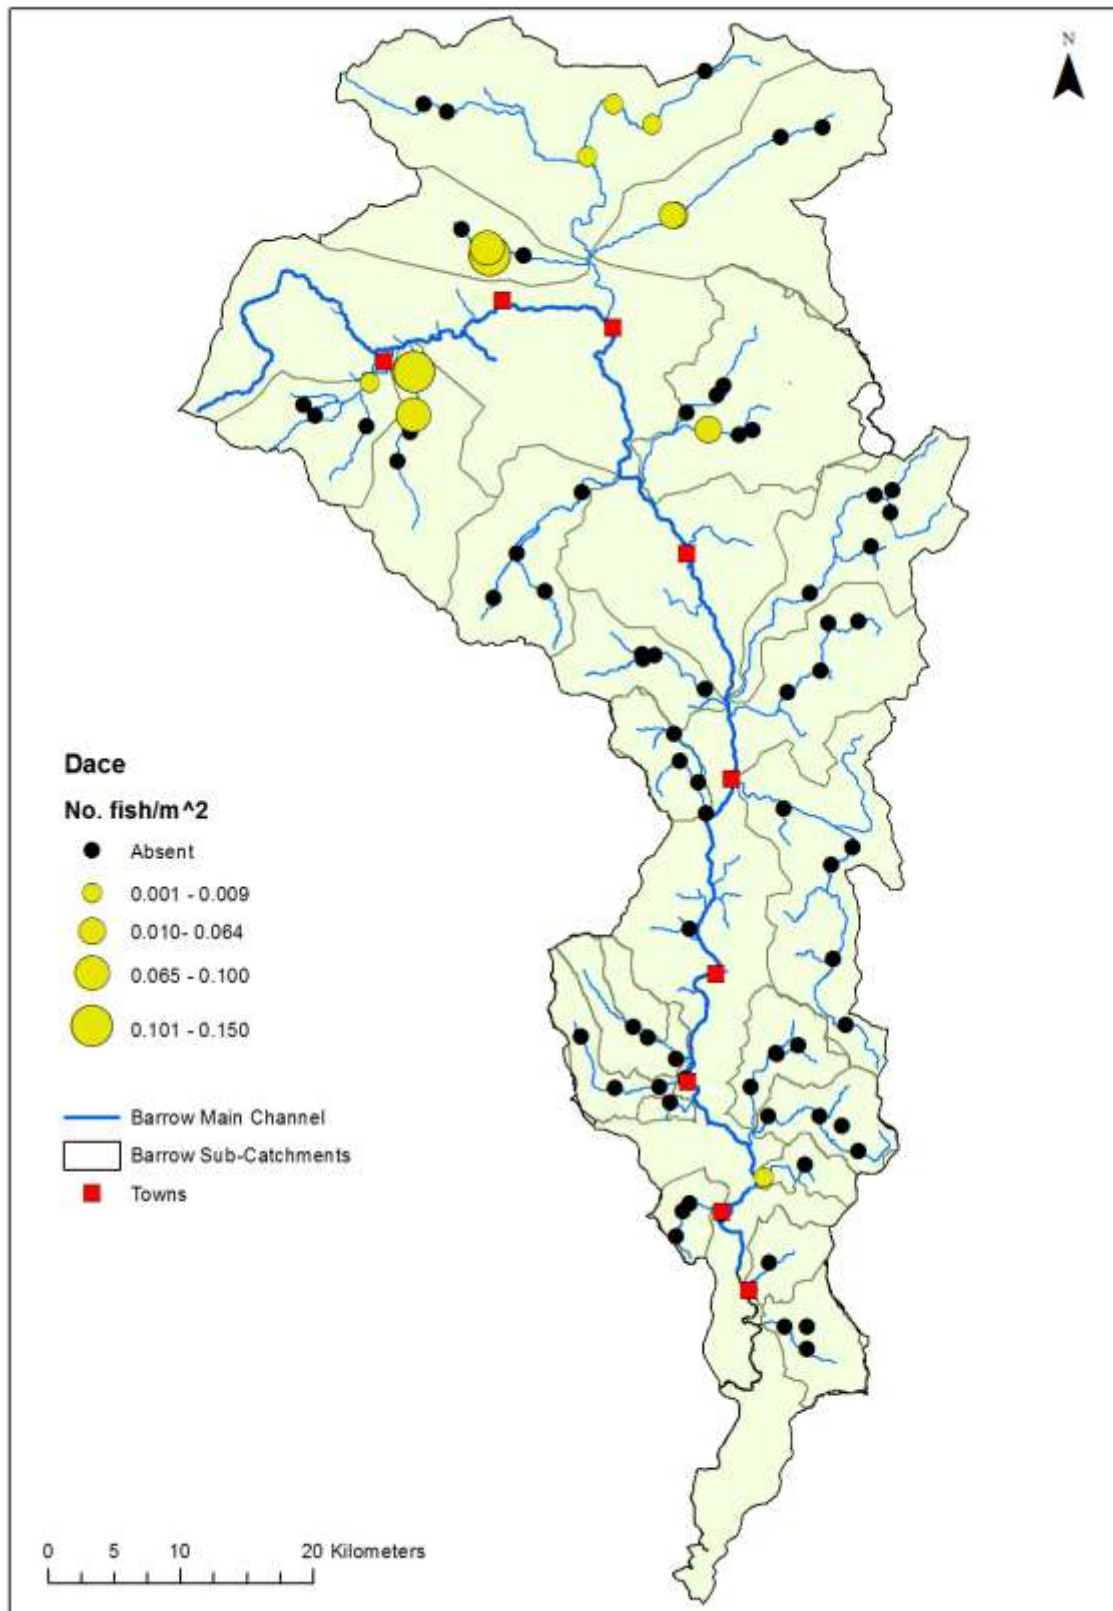 N
Dace
No. fish/m^2
Absent
0.001 - 0.009
0.010- 0.064
0.065 - 0.100
0.101 - 0.150
Barrow Main Channel
Barrow Sub-Catchments
Towns
0 5 10 20 Kilometers